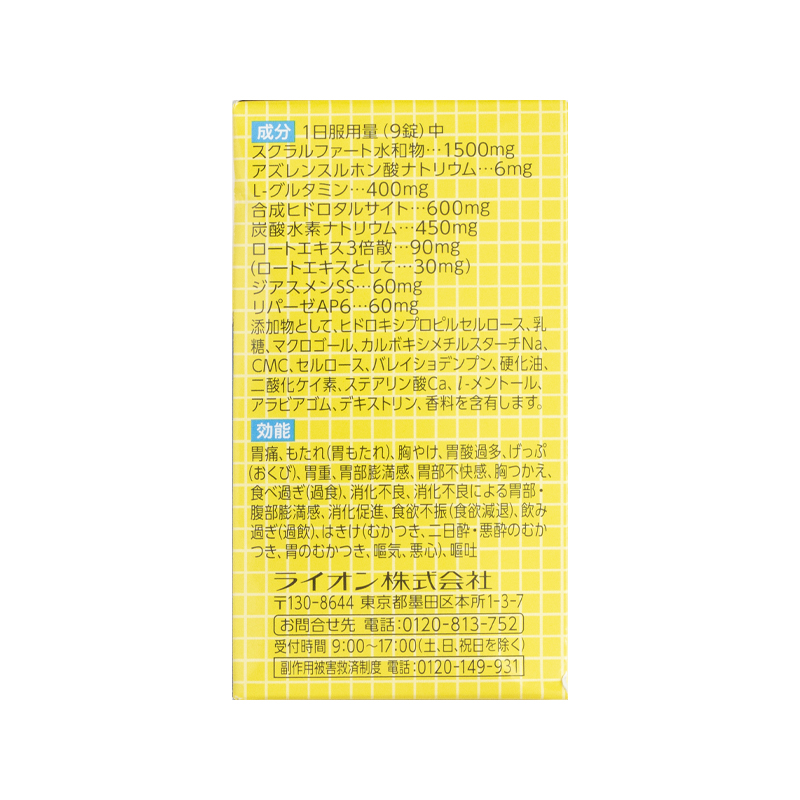 成分 1日服用量(9錠)中
スクラルファート水和物…1500mg
アズレンスルホン酸ナトリウム…6mg
L-グルタミン…400mg
合成ヒドロタルサイト…600mg
炭酸水素ナトリウム…450mg
ロートエキス3倍散…90mg
(ロートエキスとして…30mg)
ジアスメンSS…60mg
リパーゼAP6…60mg
添加物として、ヒドロキシプロピルセルロース、乳
糖、マクロゴール、カルボキシメチルスターチNa、
CMC、セルロース、バレイショデンプン、硬化油、
二酸化ケイ素、ステアリン酸Ca、l-メントール、
アラビアゴム、デキストリン、香料を含有します。
効能
胃痛、もたれ(胃もたれ)、胸やけ、胃酸過多、げっぷ
(おくび)、胃重、胃部膨満感、胃部不快感、胸つかえ、
食べ過ぎ(過食)、消化不良、消化不良による胃部・
腹部膨満感、消化促進、食欲不振(食欲減退)、飲み
過ぎ(過飲)、はきけ(むかつき、二日酔・悪酔のむか
つき、胃のむかつき、嘔気、悪心)、嘔吐
ライオン株式会社
〒130-8644 東京都墨田区本所1-3-7
お問合せ先 電話:0120-813-752
受付時間 9:00~17:00(土、日、祝日を除く)
副作用被害救済制度 電話:0120-149-931